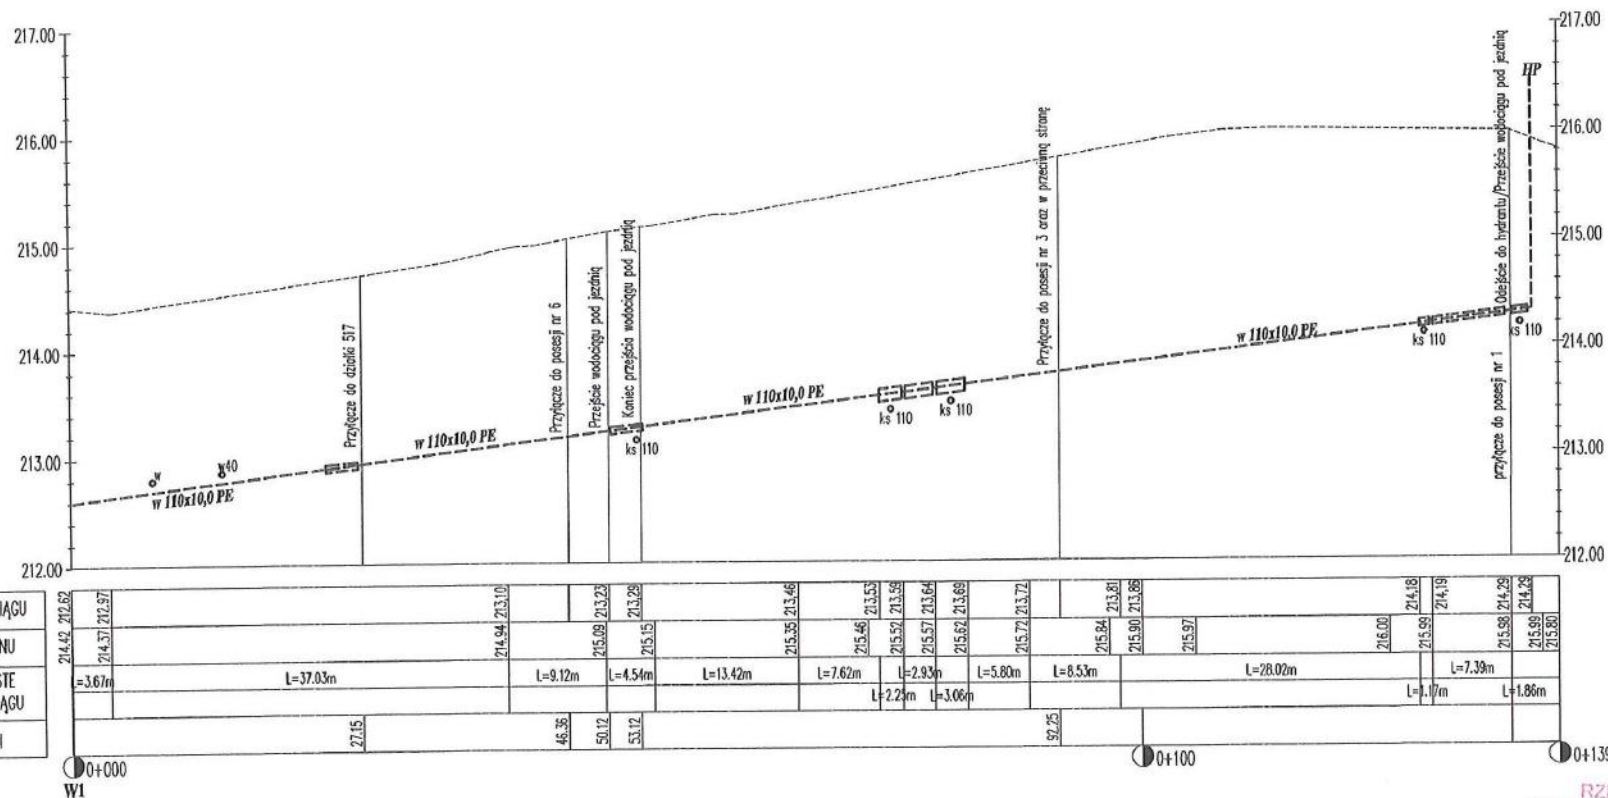 217.00
216.00
215.00
214.00
213.00
212.00
217.00
216.00
215.00
214.00
213.00
212.00
HP
Przyłącze do działki 517
Przyłącze do posesji nr 6
Przejście wodociągu pod jezdnią
Koniec przejścia wodociągu pod jezdnią
Przyłącze do posesji nr 3 oraz w przeciwną stronę
przyłącze do posesji nr 1
Odejście do hydrantu/Przejście wodociągu pod jezdnią
w
w40
w 110x10,0 PE
w 110x10,0 PE
ks 110
w 110x10,0 PE
ks 110
ks 110
w 110x10,0 PE
ks 110
ks 110
ĄGU
212.62
212.97
213.10
213.23
213.29
213.46
213.53
213.59
213.64
213.69
213.72
213.81
213.86
214.18
214.19
214.29
214.29
NU
214.42
214.37
214.94
215.09
215.15
215.35
215.46
215.52
215.57
215.62
215.72
215.84
215.90
215.97
216.00
215.99
215.98
215.99
215.80
STE
ĄGU
L=3.67m
L=37.03m
L=9.12m
L=4.54m
L=13.42m
L=7.62m
L=2.93m
L=5.80m
L=8.53m
L=28.02m
L=7.39m
L=3.06m
L=1.17m
L=1.86m
27.15
46.36
50.12
53.12
92.25
0+000
W1
0+100
0+139
RZ